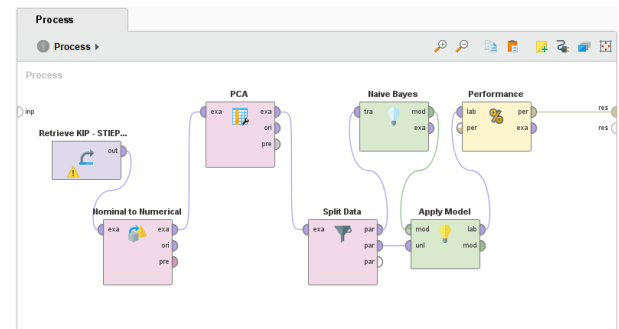 Process
Process
Process
inp
Retrieve KIP - STIEP...
out
Nominal to Numerical
exa
exa
ori
pre
PCA
exa
exa
ori
pre
Split Data
exa
par
par
par
Naive Bayes
tra
mod
exa
Apply Model
mod
lab
unl
mod
Performance
%
lab
per
per
exa
res
res